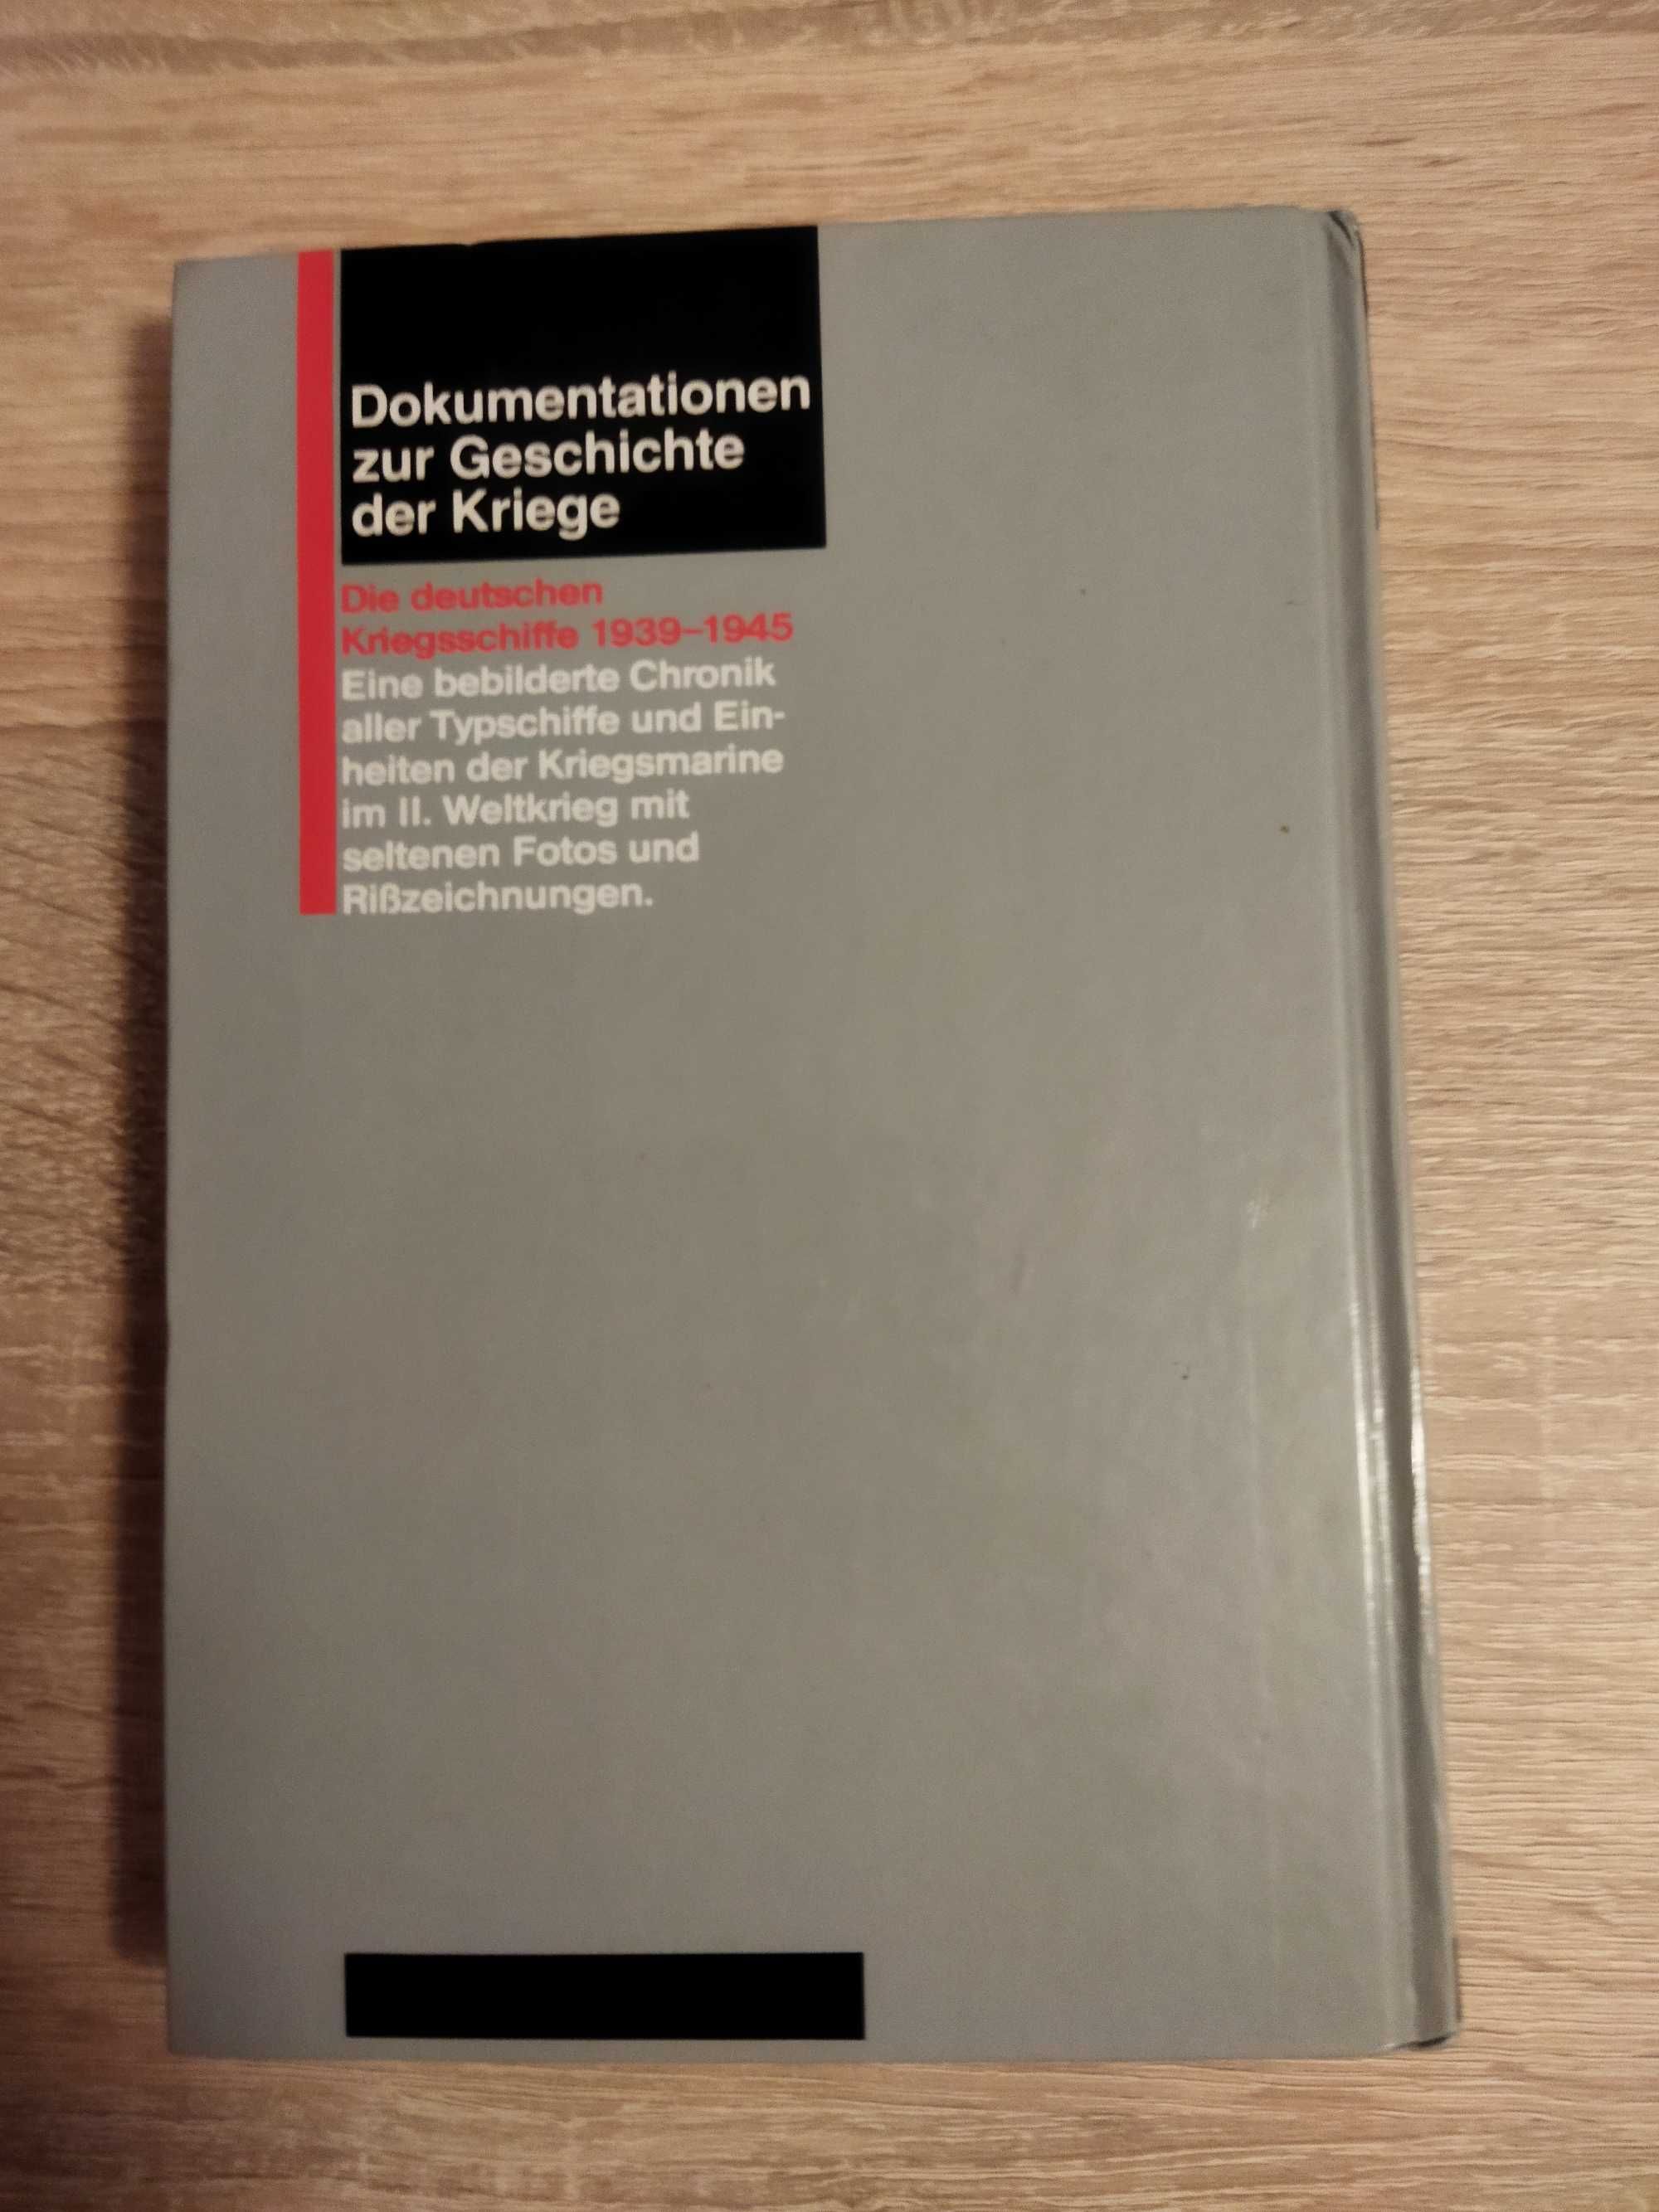 Dokumentationen
zur Geschichte
der Kriege
Die deutschen
Kriegsschiffe 1939–1945
Eine bebilderte Chronik
aller Typschiffe und Ein-
heiten der Kriegsmarine
im II. Weltkrieg mit
seltenen Fotos und
Rißzeichnungen.